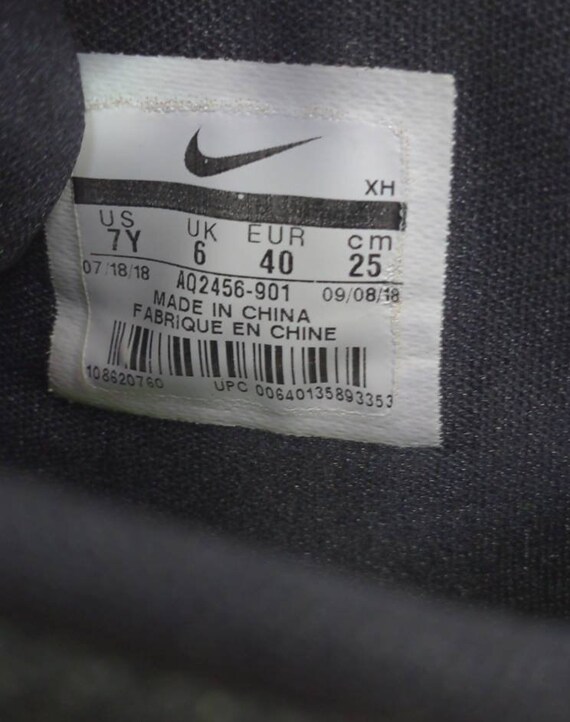 XH
US UK EUR cm
7Y 6 40 25
07/18/18 AQ2456-901 09/08/18
MADE IN CHINA
FABRIQUE EN CHINE
108620760 UPC 00640135893353